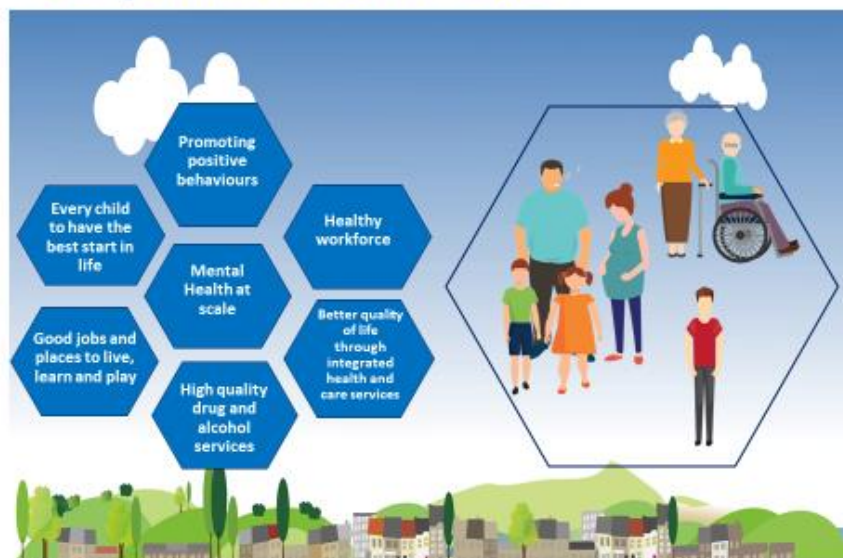 Promoting
positive
behaviours
Every child
to have the
best start in
life
Healthy
workforce
Mental
Health at
scale
Good jobs and
places to live,
learn and play
Better quality
of life
through
integrated
health and
care services
High quality
drug and
alcohol
services